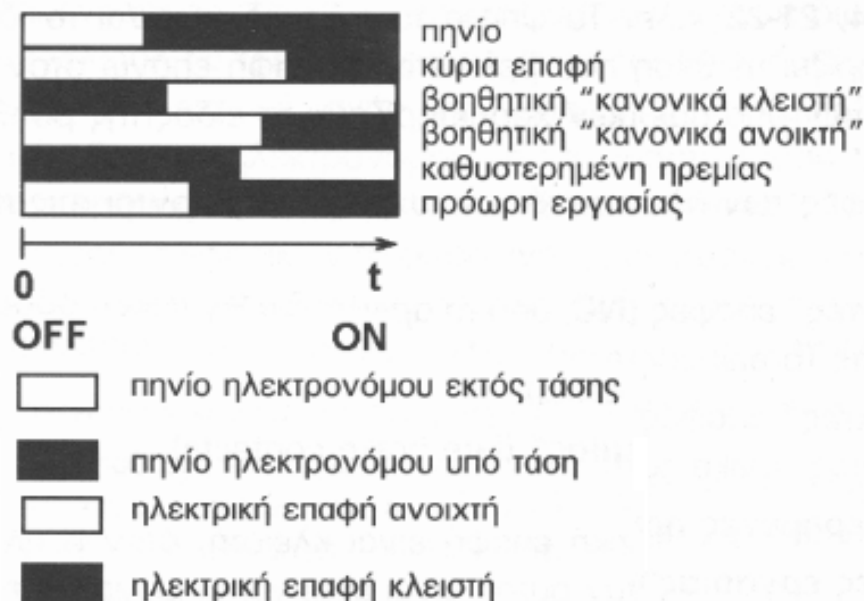 πηνίο
κύρια επαφή
βοηθητική “κανονικά κλειστή”
βοηθητική “κανονικά ανοικτή”
καθυστερημένη ηρεμίας
πρόωρη εργασίας
0 t
OFF ON
πηνίο ηλεκτρονόμου εκτός τάσης
πηνίο ηλεκτρονόμου υπό τάση
ηλεκτρική επαφή ανοιχτή
ηλεκτρική επαφή κλειστή